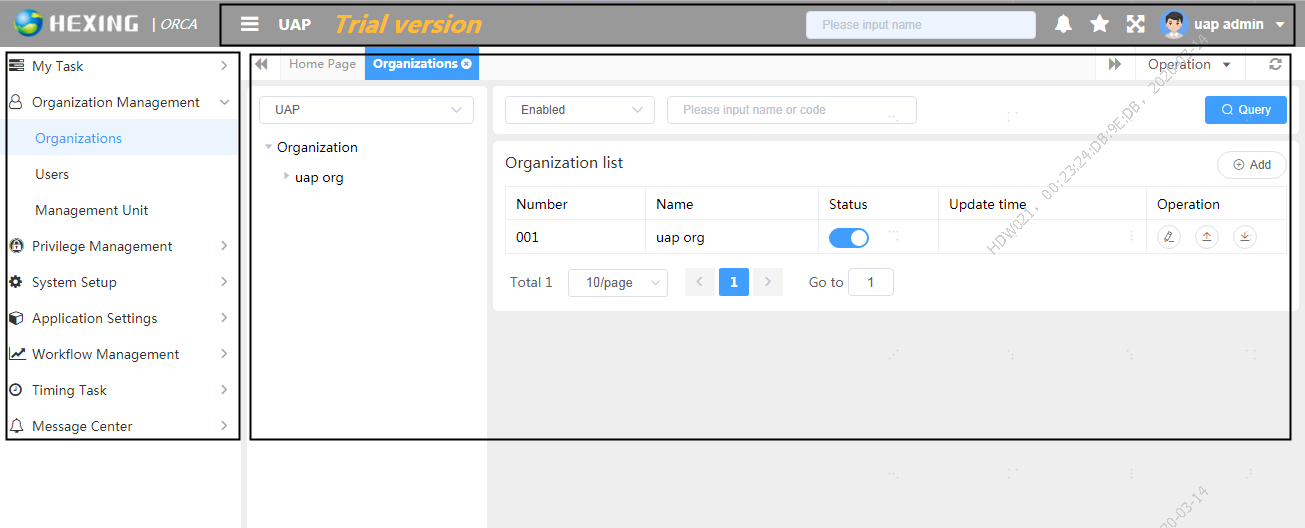 HEXING | ORCA
UAP
Trial version
Please input name
uap admin
My Task
Organization Management
Organizations
Users
Management Unit
Privilege Management
System Setup
Application Settings
Workflow Management
Timing Task
Message Center
Home Page
Organizations
Operation
UAP
Organization
uap org
Enabled
Please input name or code
Query
Organization list
Add
Number Name Status Update time Operation
001 uap org
Total 1 10/page 1 Go to 1
HDW021, 00:23:24:DB:9E:DB, 2020-03-14
20-03-14